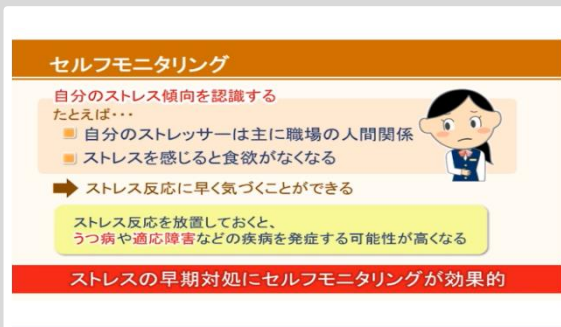 セルフモニタリング
自分のストレス傾向を認識する
たとえば・・・
自分のストレッサーは主に職場の人間関係
ストレスを感じると食欲がなくなる
ストレス反応に早く気づくことができる
ストレス反応を放置しておくと、
うつ病や適応障害などの疾病を発症する可能性が高くなる
ストレスの早期対処にセルフモニタリングが効果的